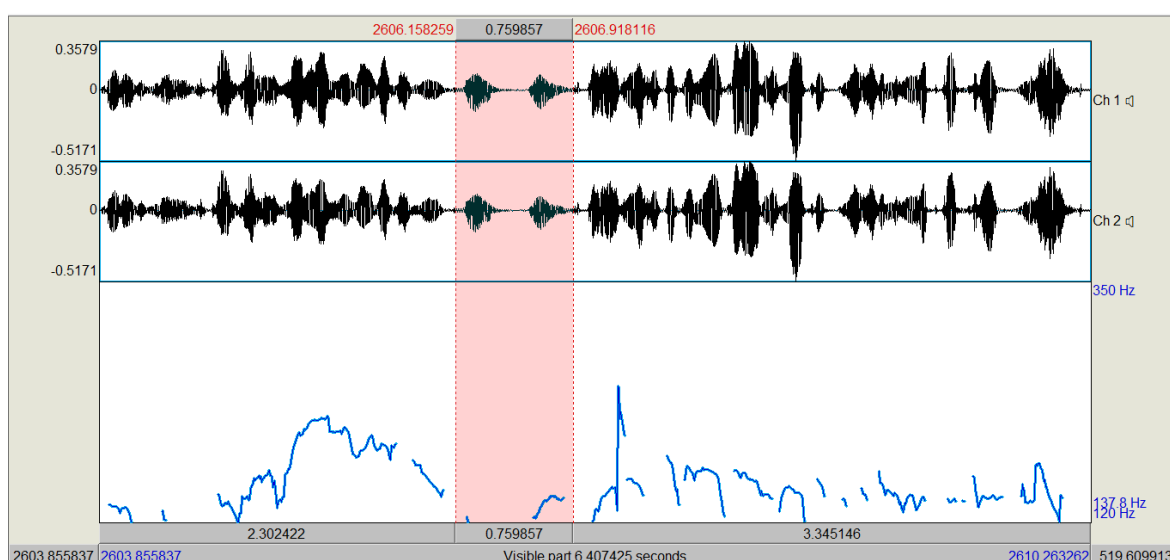 2606.158259 0.759857 2606.918116
0.3579
0
-0.5171
Ch 1
0.3579
0
-0.5171
Ch 2
350 Hz
137.8 Hz
120 Hz
2.302422 0.759857 3.345146
2603.855837 2603.855837 Visible part 6.407425 seconds 2610.263262 519.609913